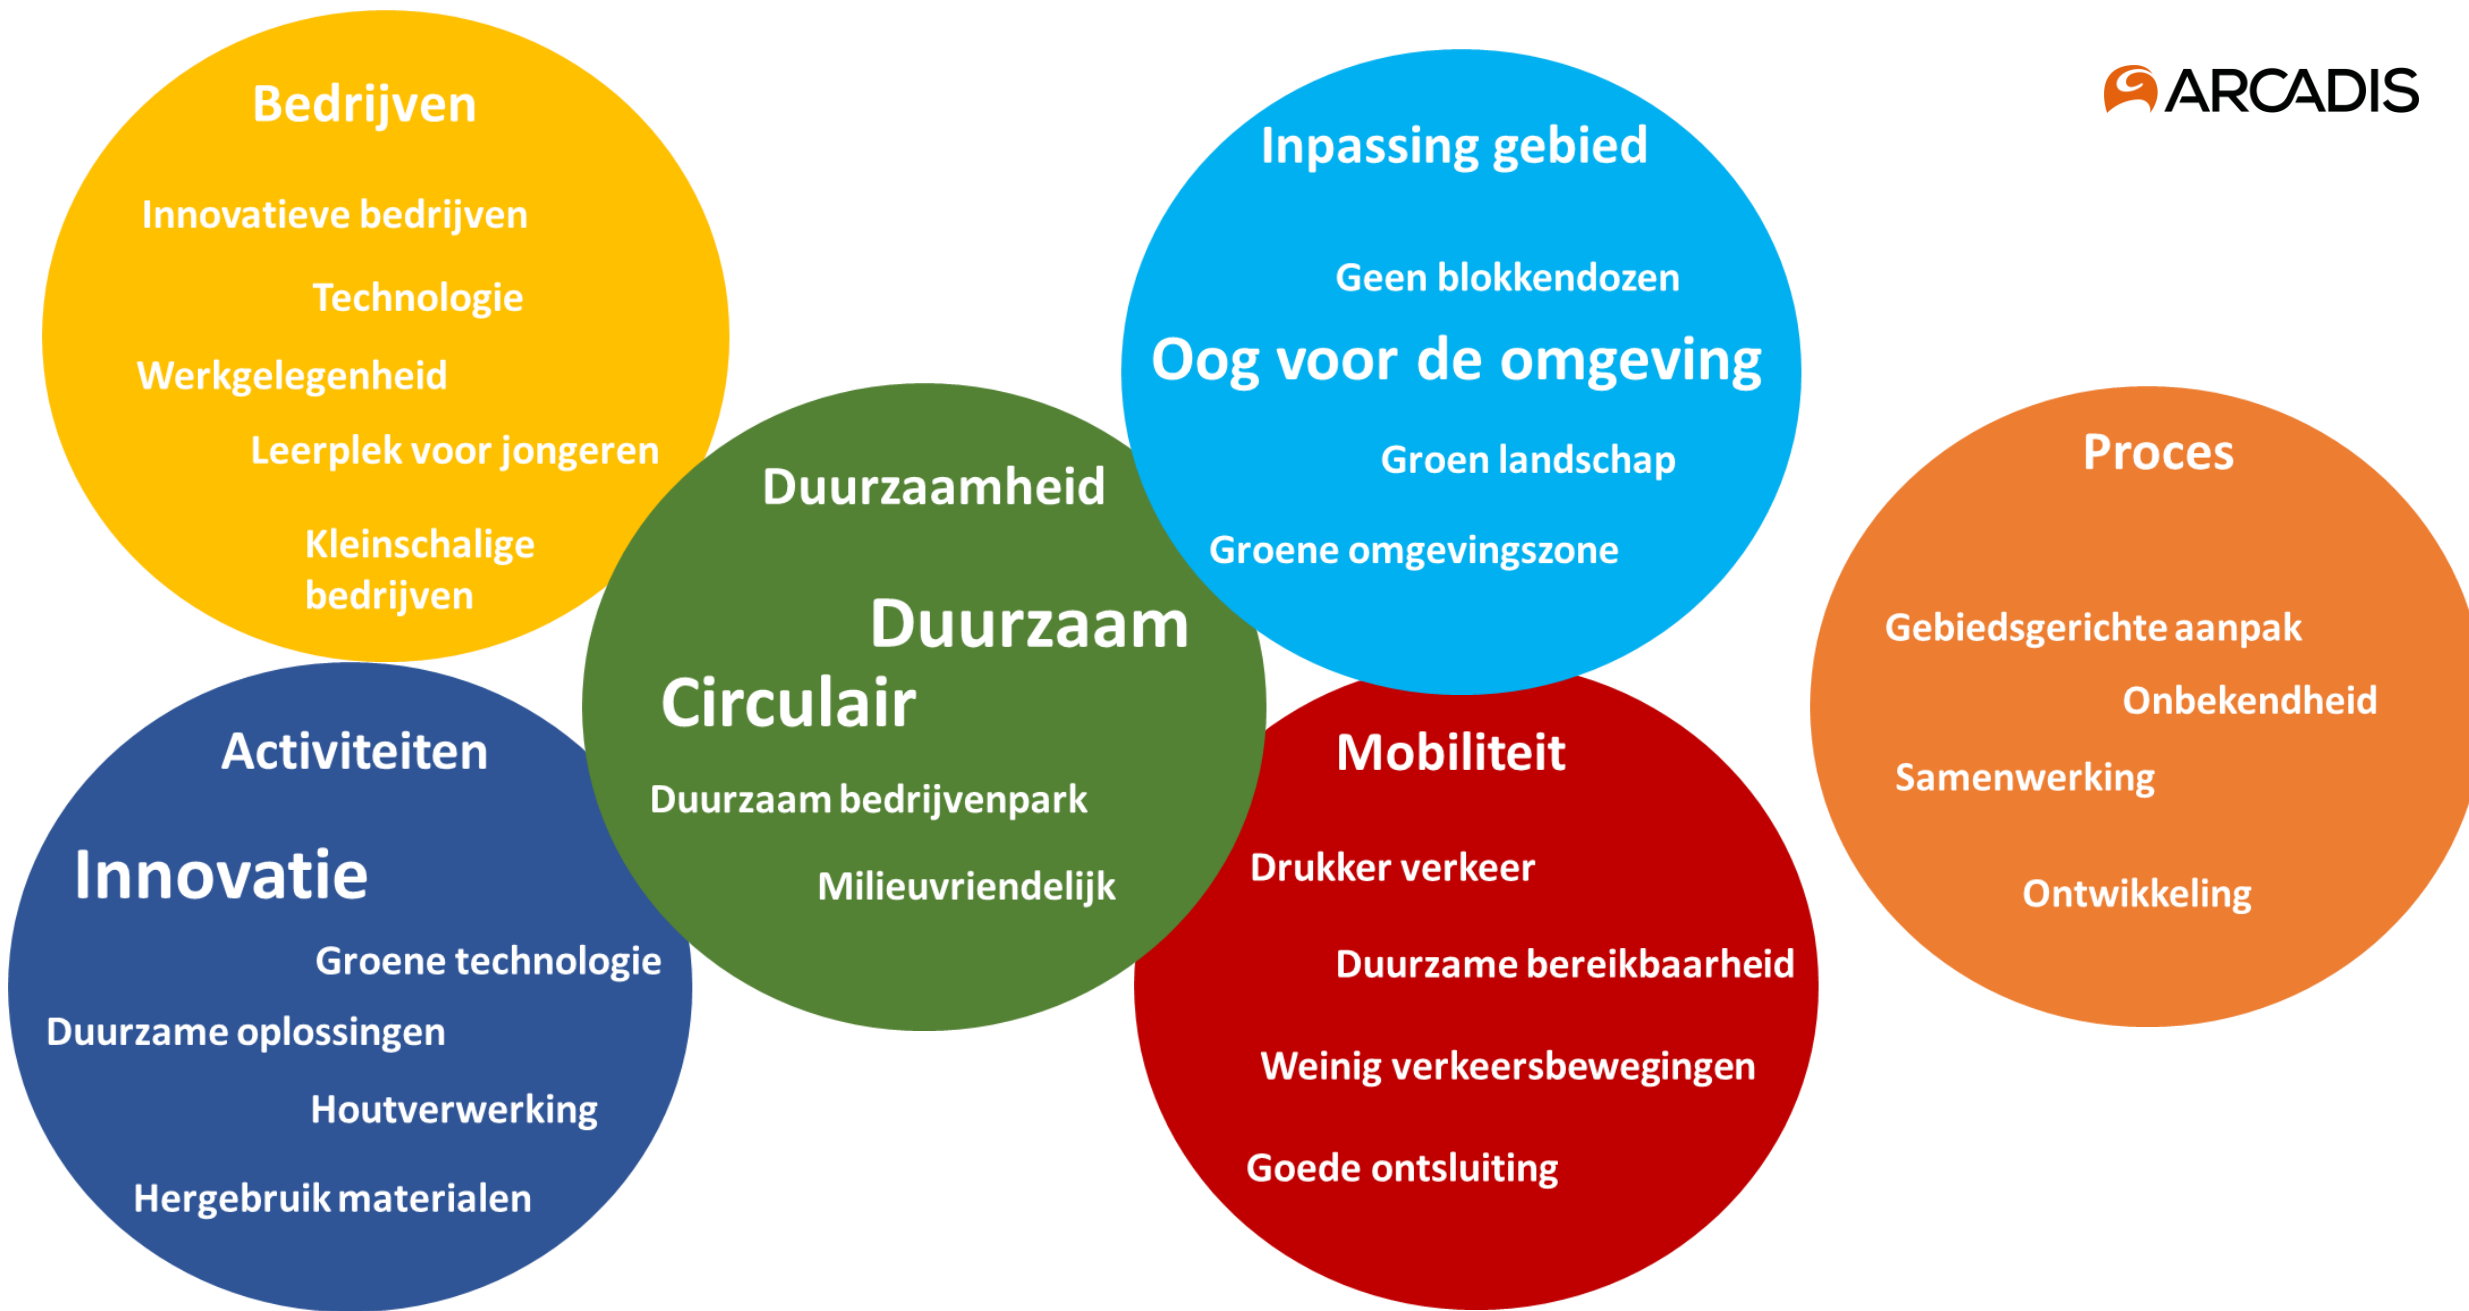 Bedrijven
Innovatieve bedrijven
Technologie
Werkgelegenheid
Leerplek voor jongeren
Kleinschalige
bedrijven
Activiteiten
Innovatie
Groene technologie
Duurzame oplossingen
Houtverwerking
Hergebruik materialen
Duurzaamheid
Duurzaam
Circulair
Duurzaam bedrijvenpark
Milieuvriendelijk
Inpassing gebied
Geen blokkendozen
Oog voor de omgeving
Groen landschap
Groene omgevingszone
Mobiliteit
Drukker verkeer
Duurzame bereikbaarheid
Weinig verkeersbewegingen
Goede ontsluiting
ARCADIS
Proces
Gebiedsgerichte aanpak
Onbekendheid
Samenwerking
Ontwikkeling